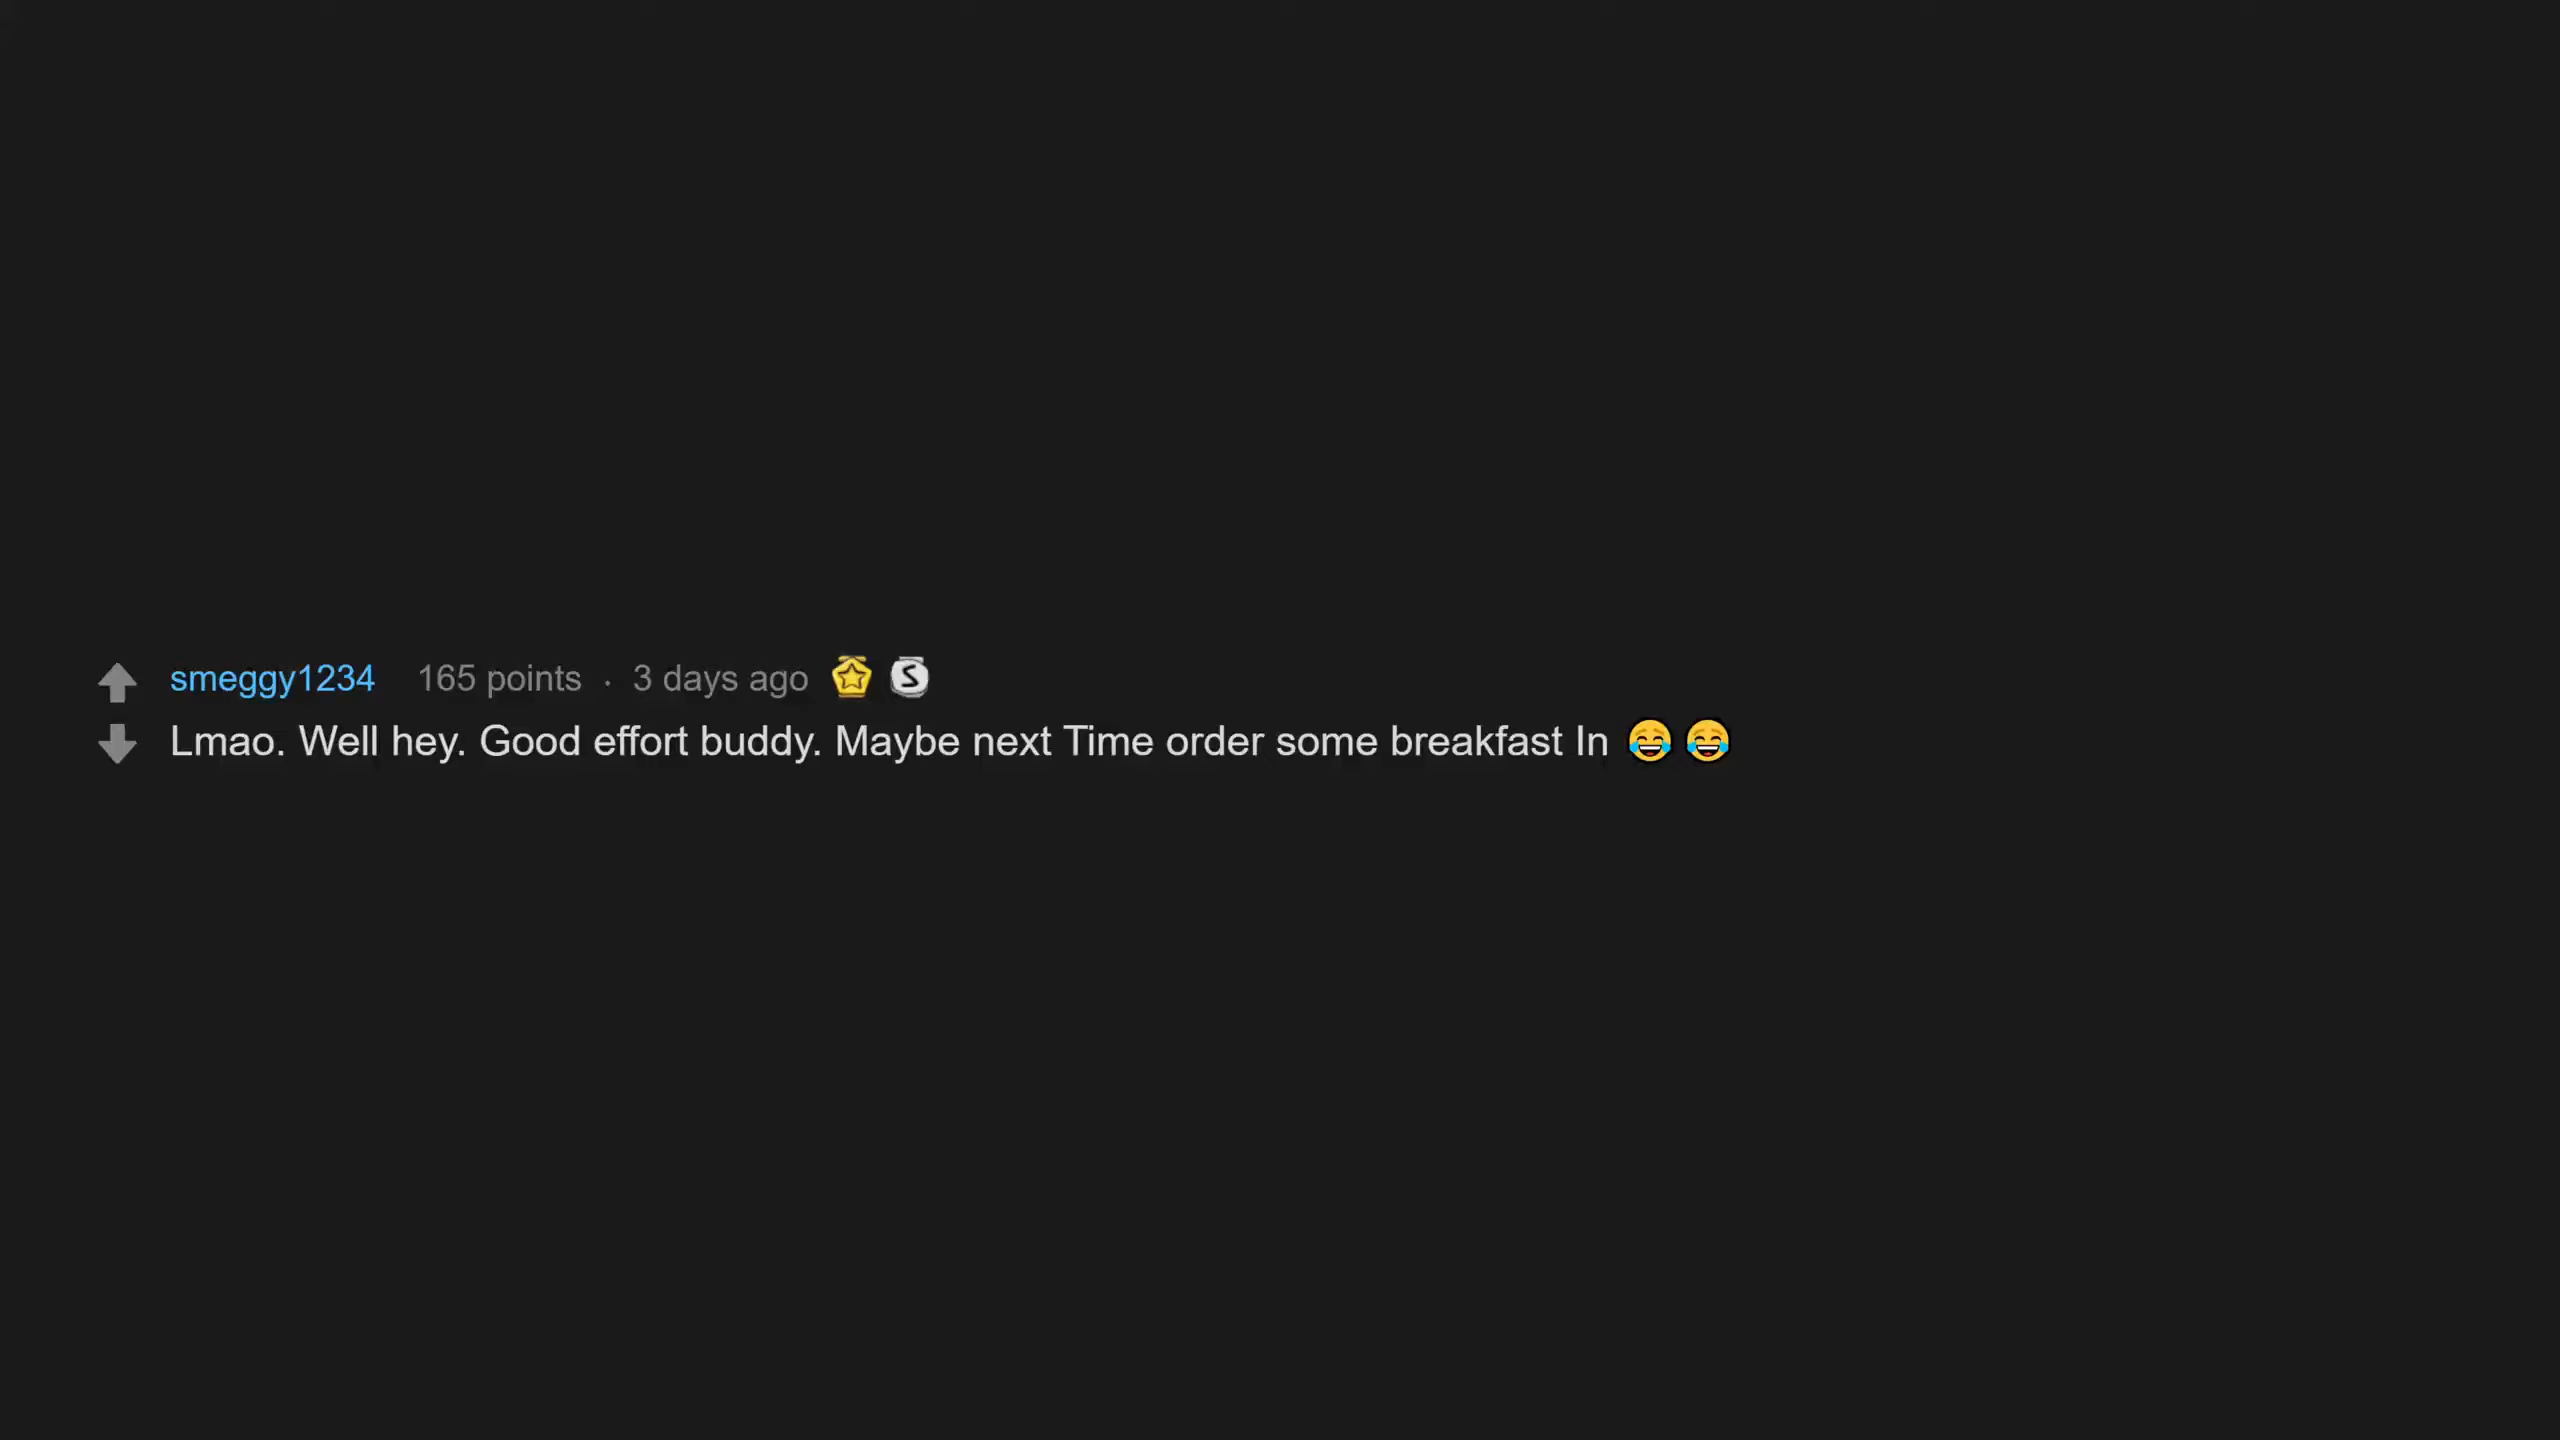 smeggy1234 165 points · 3 days ago
Lmao. Well hey. Good effort buddy. Maybe next Time order some breakfast In 😂 😂